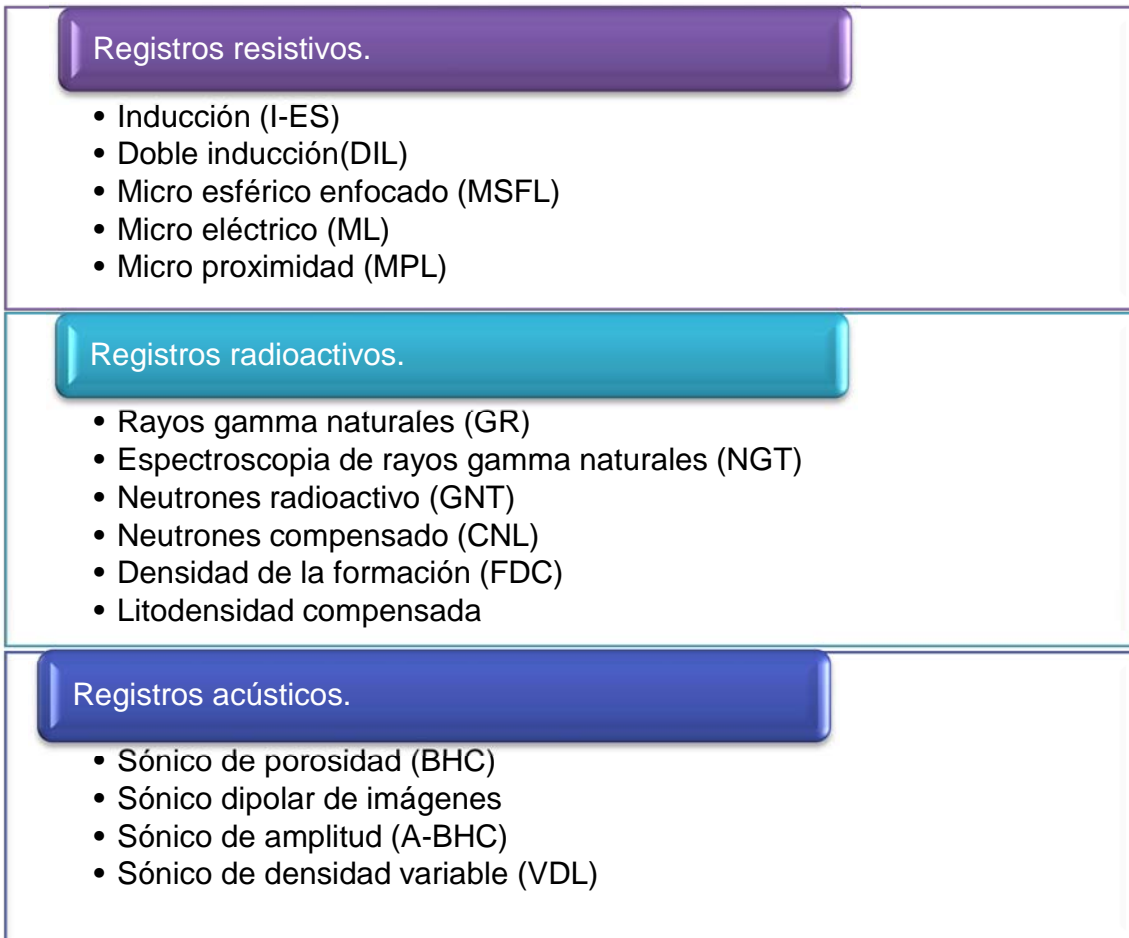 Registros resistivos.
• Inducción (I-ES)
• Doble inducción(DIL)
• Micro esférico enfocado (MSFL)
• Micro eléctrico (ML)
• Micro proximidad (MPL)
Registros radioactivos.
• Rayos gamma naturales (GR)
• Espectroscopia de rayos gamma naturales (NGT)
• Neutrones radioactivo (GNT)
• Neutrones compensado (CNL)
• Densidad de la formación (FDC)
• Litodensidad compensada
Registros acústicos.
• Sónico de porosidad (BHC)
• Sónico dipolar de imágenes
• Sónico de amplitud (A-BHC)
• Sónico de densidad variable (VDL)